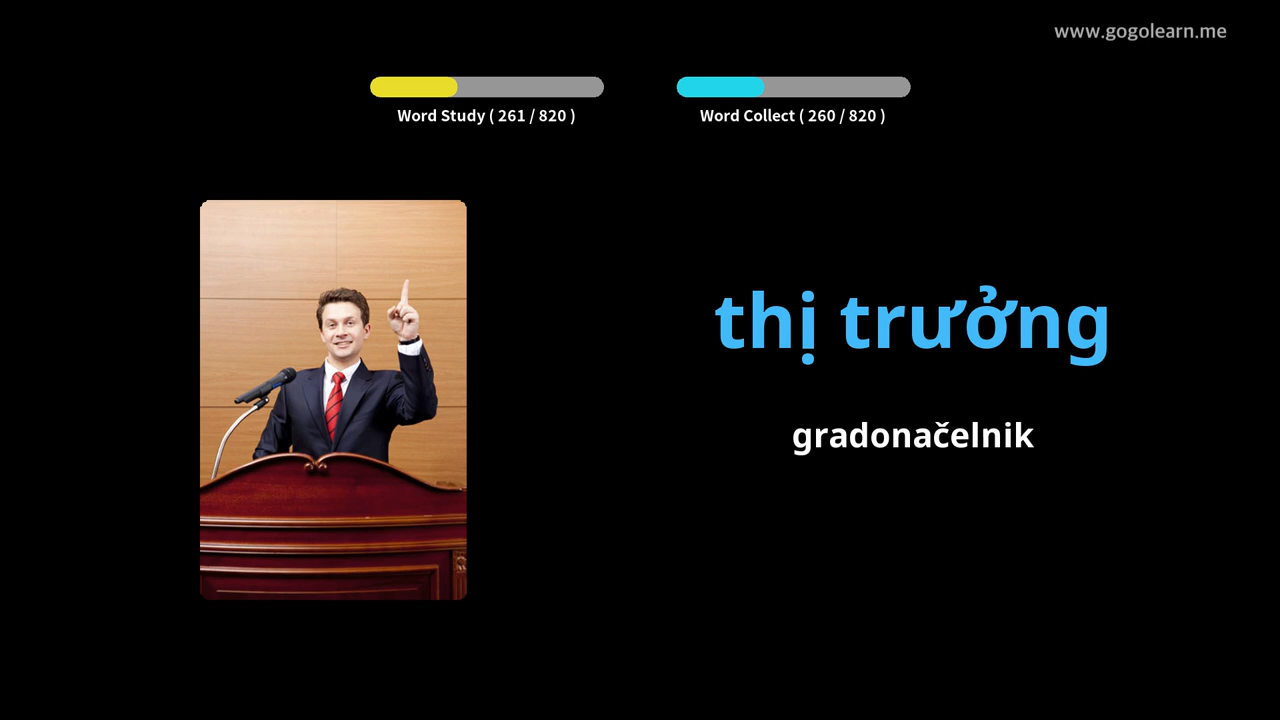 www.gogolearn.me
Word Study ( 261 / 820 )
Word Collect ( 260 / 820 )
thị trưởng
gradonačelnik